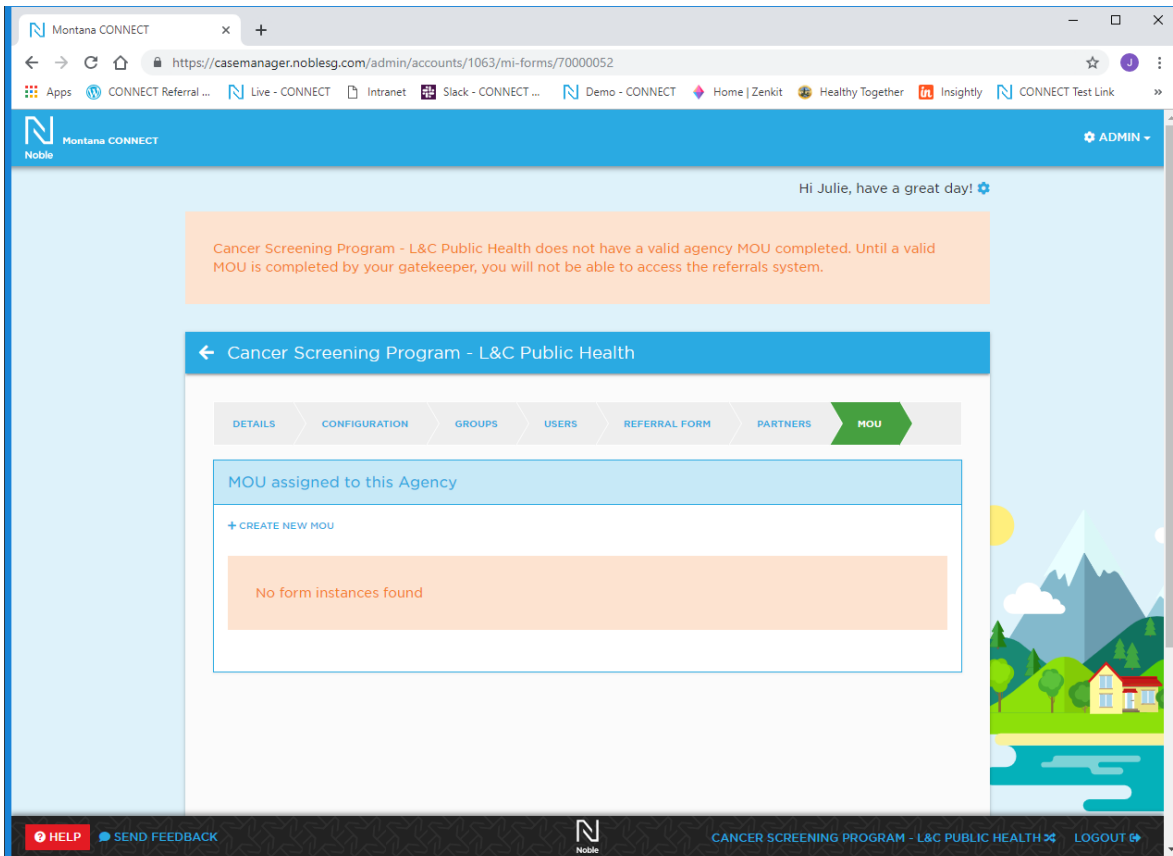 Montana CONNECT
https://casemanager.noblesg.com/admin/accounts/1063/mi-forms/70000052
J
Apps CONNECT Referral ... Live - CONNECT Intranet Slack - CONNECT ... Demo - CONNECT Home | Zenkit Healthy Together in Insightly CONNECT Test Link »
N Montana CONNECT ADMIN
Noble
Hi Julie, have a great day!
Cancer Screening Program - L&C Public Health does not have a valid agency MOU completed. Until a valid
MOU is completed by your gatekeeper, you will not be able to access the referrals system.
Cancer Screening Program - L&C Public Health
DETAILS CONFIGURATION GROUPS USERS REFERRAL FORM PARTNERS MOU
MOU assigned to this Agency
+ CREATE NEW MOU
No form instances found
? HELP SEND FEEDBACK N Noble CANCER SCREENING PROGRAM - L&C PUBLIC HEALTH LOGOUT